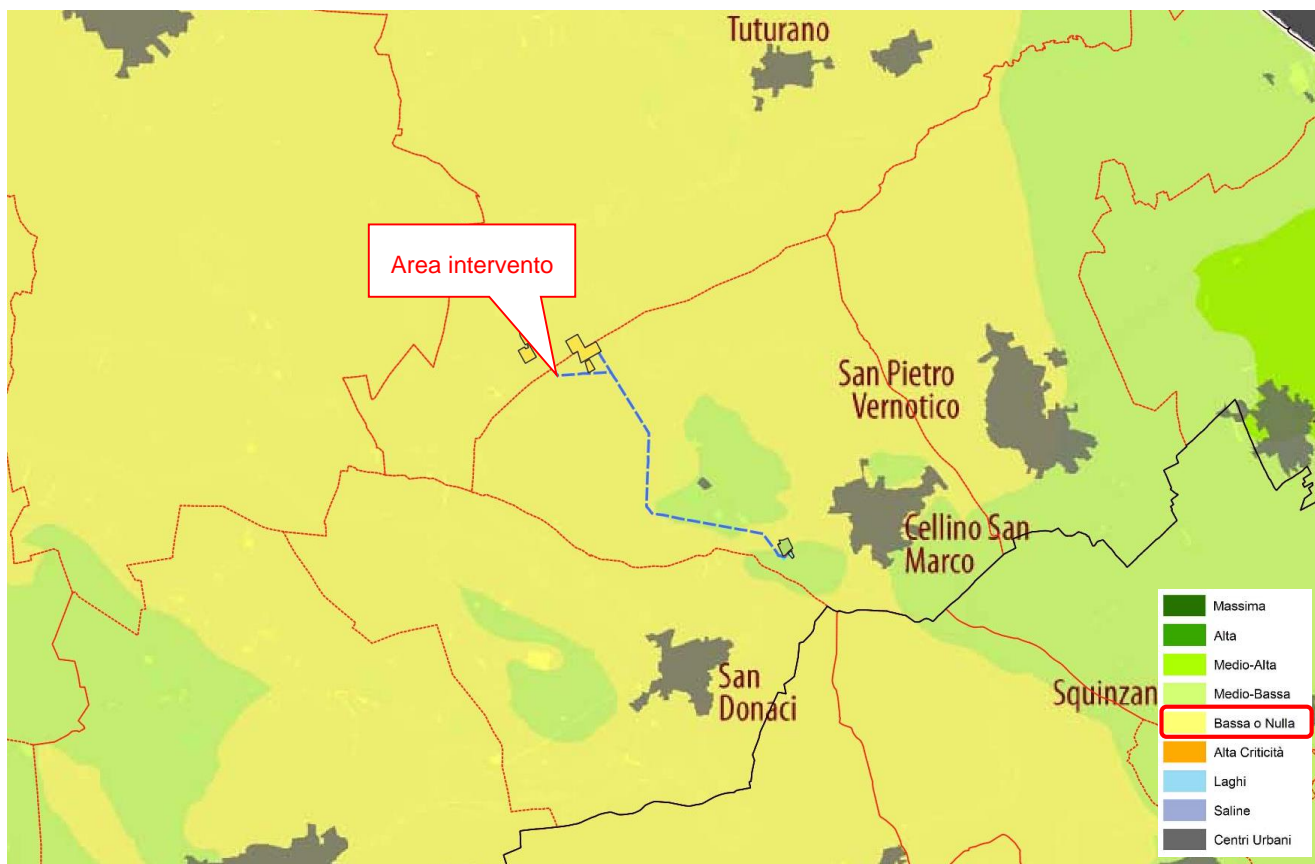 Tuturano
Area intervento
San Pietro
Vernotico
Cellino San
Marco
San
Donaci
Squinzan
Massima
Alta
Medio-Alta
Medio-Bassa
Bassa o Nulla
Alta Criticità
Laghi
Saline
Centri Urbani